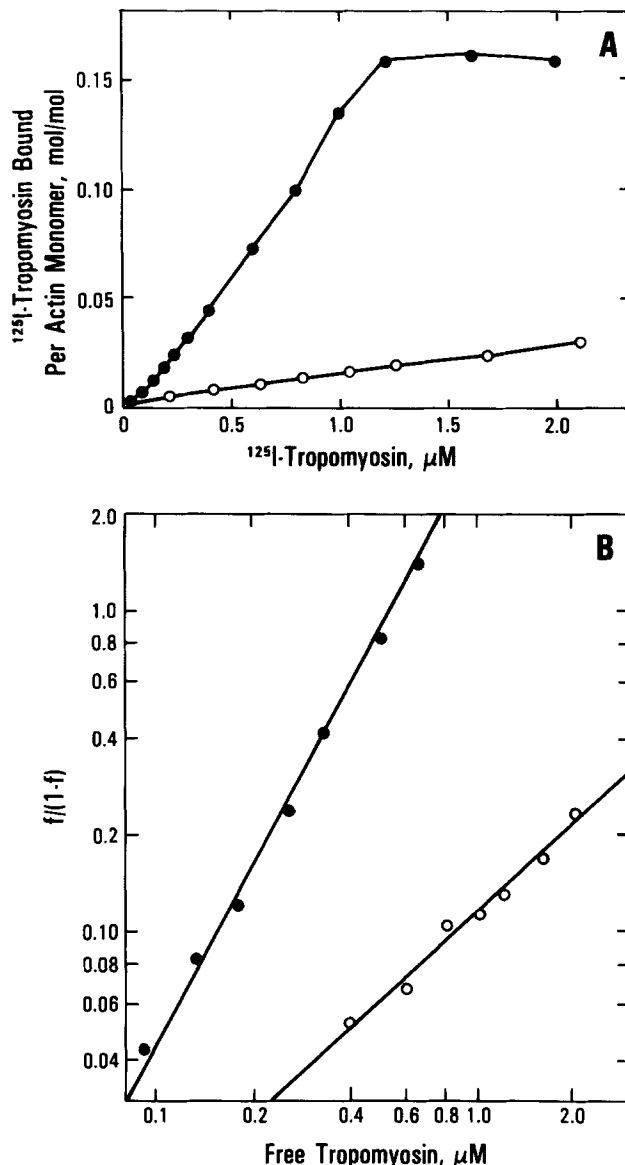 A
¹²⁵I-Tropomyosin Bound
Per Actin Monomer, mol/mol
0.15
0.10
0.05
0
0 0.5 1.0 1.5 2.0
¹²⁵I-Tropomyosin, μM
B
f/(1-f)
2.0
1.0
0.8
0.6
0.4
0.2
0.10
0.08
0.06
0.04
0.1 0.2 0.4 0.6 0.8 1.0 2.0
Free Tropomyosin, μM